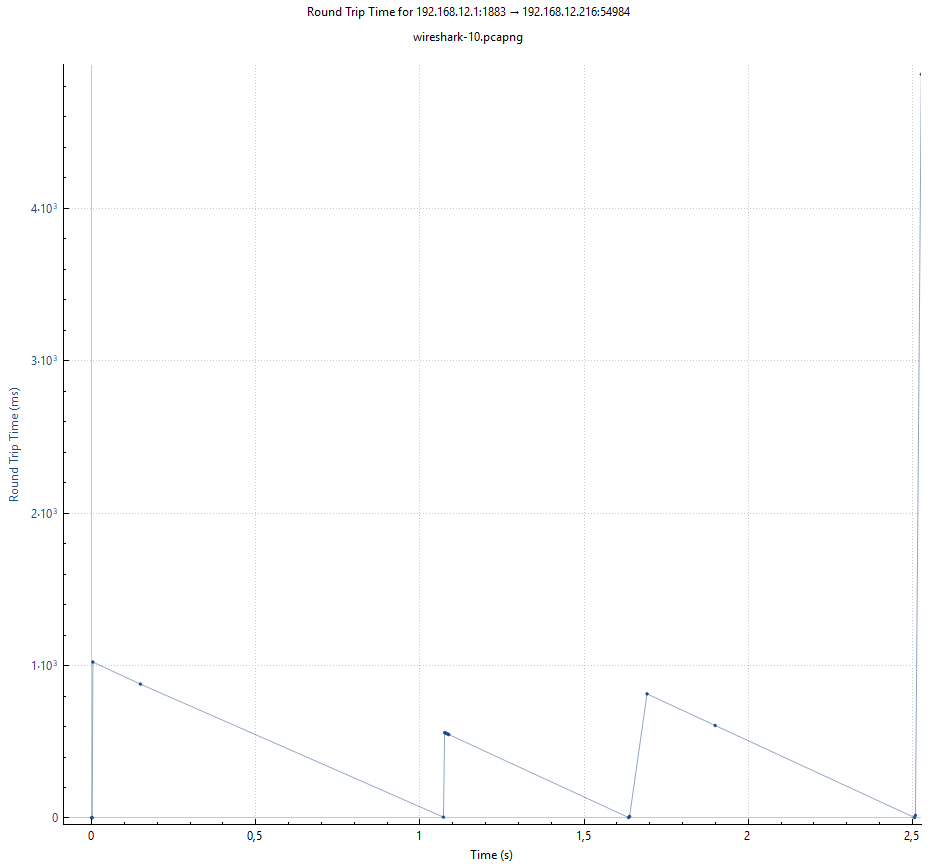 Round Trip Time for 192.168.12.1:1883 → 192.168.12.216:54984
wireshark-10.pcapng
4·10³
3·10³
2·10³
1·10³
0
Round Trip Time (ms)
0 0,5 1 1,5 2 2,5
Time (s)